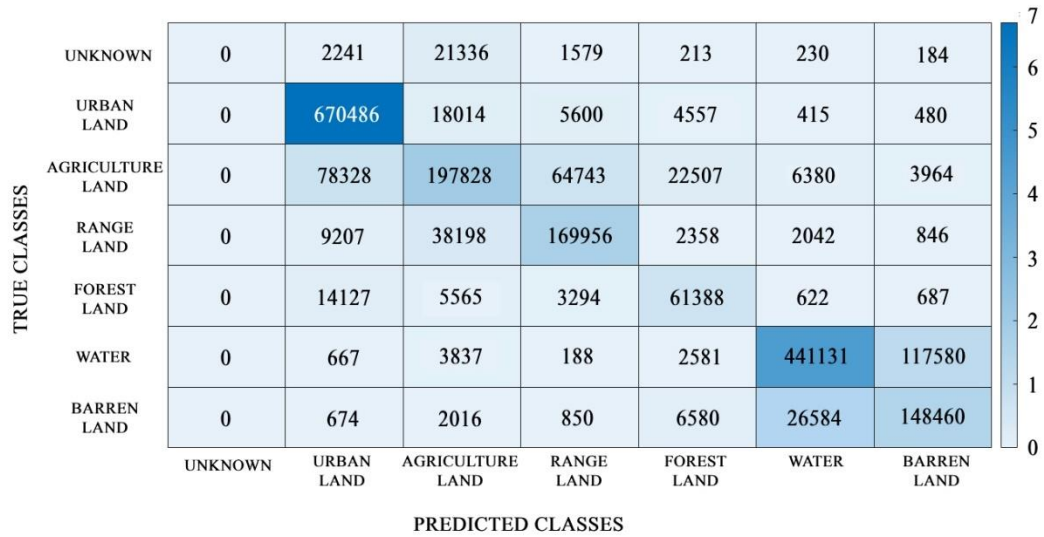 7
UNKNOWN 0 2241 21336 1579 213 230 184
6
URBAN
LAND
0 670486 18014 5600 4557 415 480
5
AGRICULTURE
LAND
0 78328 197828 64743 22507 6380 3964
4
TRUE CLASSES
RANGE
LAND
0 9207 38198 169956 2358 2042 846
3
FOREST
LAND
0 14127 5565 3294 61388 622 687
2
WATER 0 667 3837 188 2581 441131 117580
1
BARREN
LAND
0 674 2016 850 6580 26584 148460
0
UNKNOWN
URBAN
LAND
AGRICULTURE
LAND
RANGE
LAND
FOREST
LAND
WATER
BARREN
LAND
PREDICTED CLASSES